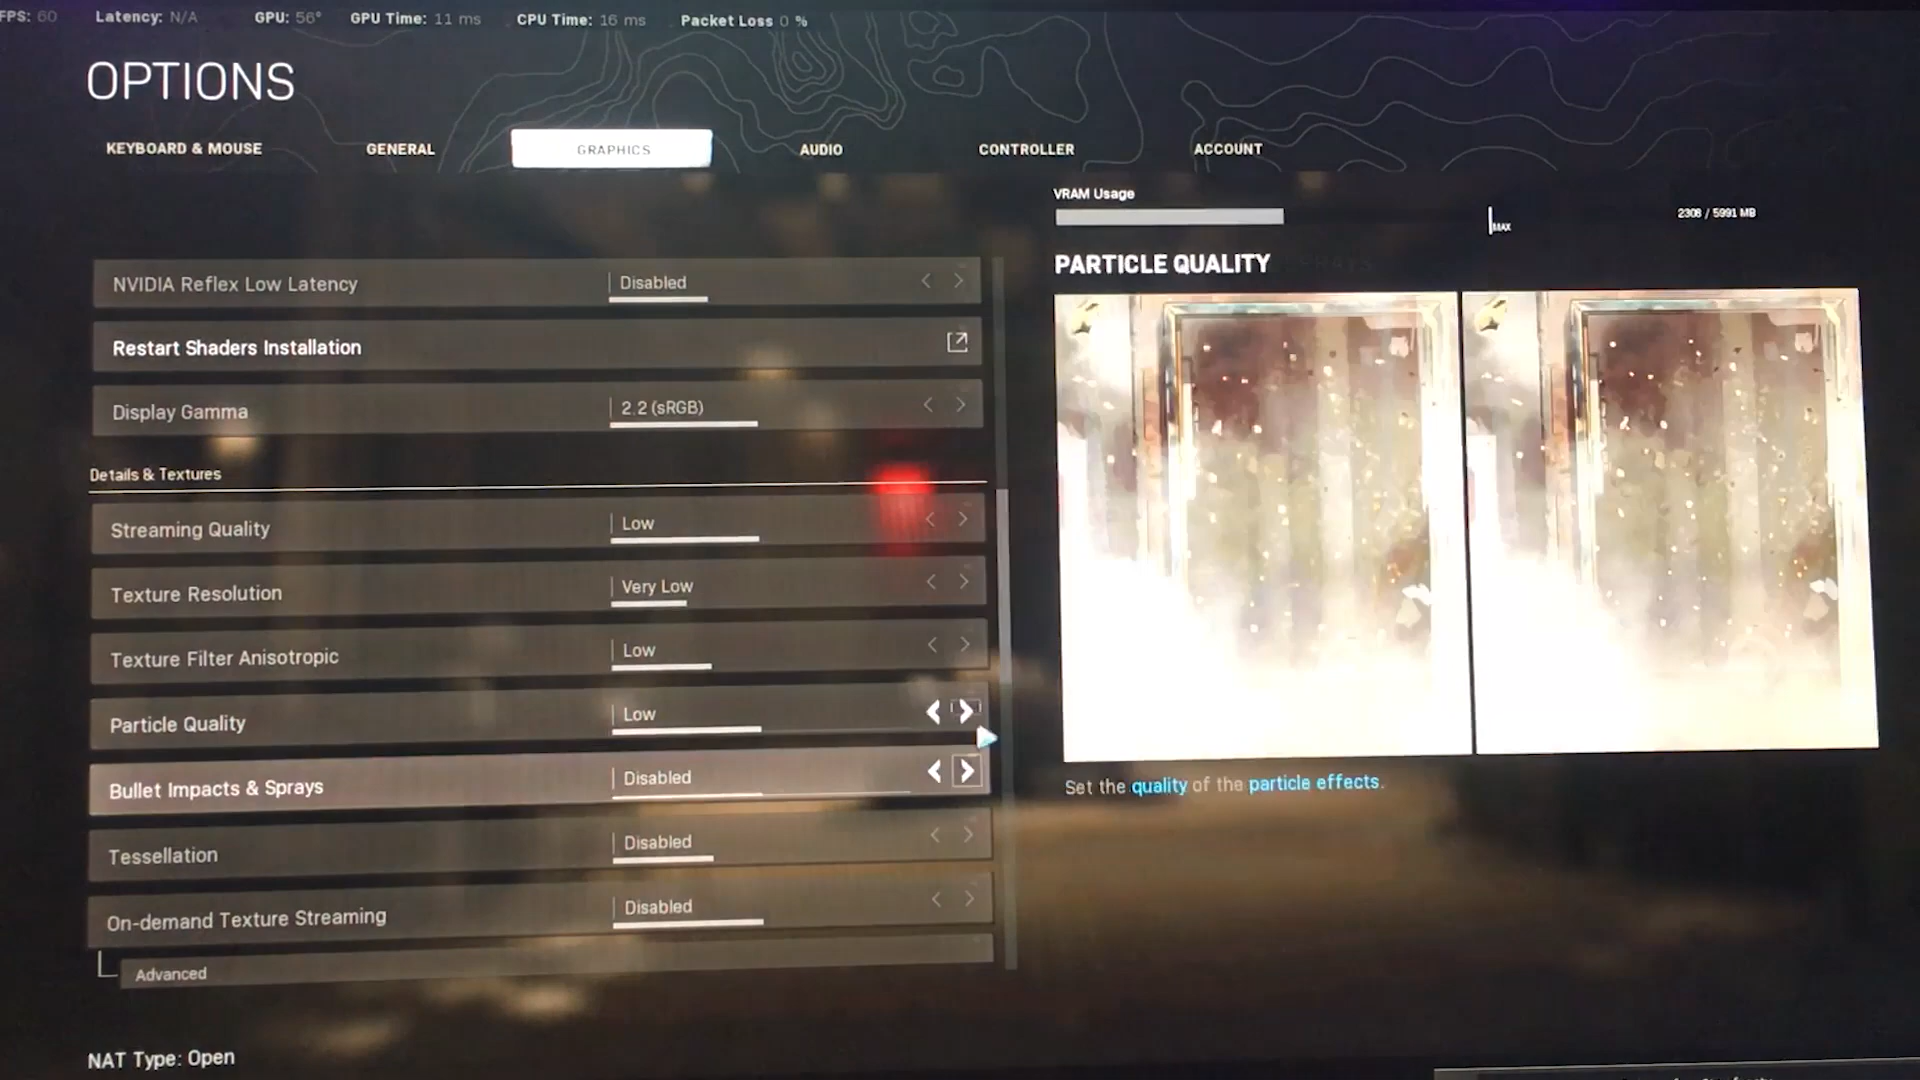 FPS: 60 Latency: N/A GPU: 56° GPU Time: 11 ms CPU Time: 16 ms Packet Loss 0 %
OPTIONS
KEYBOARD & MOUSE GENERAL GRAPHICS AUDIO CONTROLLER ACCOUNT
VRAM Usage
MAX
2308 / 5991 MB
PARTICLE QUALITY
NVIDIA Reflex Low Latency Disabled
Restart Shaders Installation
Display Gamma 2.2 (sRGB)
Details & Textures
Streaming Quality Low
Texture Resolution Very Low
Texture Filter Anisotropic Low
Particle Quality Low
Bullet Impacts & Sprays Disabled
Set the quality of the particle effects.
Tessellation Disabled
On-demand Texture Streaming Disabled
Advanced
NAT Type: Open